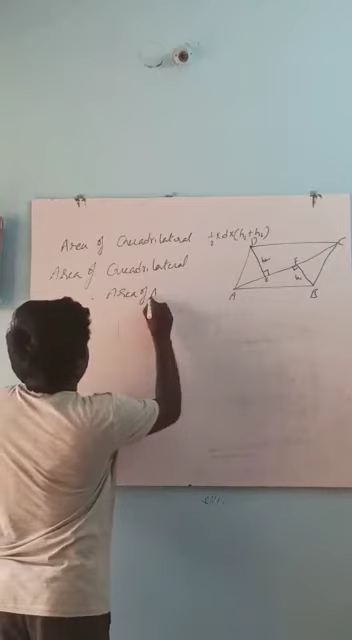 Area of Quadrilateral 1/2 x d x (h1+h2)
Area of Quadrilateral
Area of
D
E
F
A
B